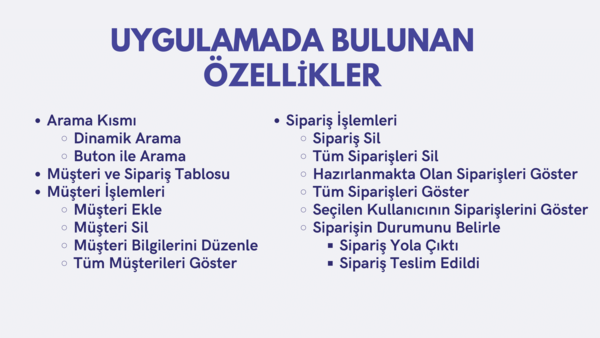 UYGULAMADA BULUNAN
ÖZELLİKLER
Arama Kısmı
Dinamik Arama
Buton ile Arama
Müşteri ve Sipariş Tablosu
Müşteri İşlemleri
Müşteri Ekle
Müşteri Sil
Müşteri Bilgilerini Düzenle
Tüm Müşterileri Göster
Sipariş İşlemleri
Sipariş Sil
Tüm Siparişleri Sil
Hazırlanmakta Olan Siparişleri Göster
Tüm Siparişleri Göster
Seçilen Kullanıcının Siparişlerini Göster
Siparişin Durumunu Belirle
Sipariş Yola Çıktı
Sipariş Teslim Edildi